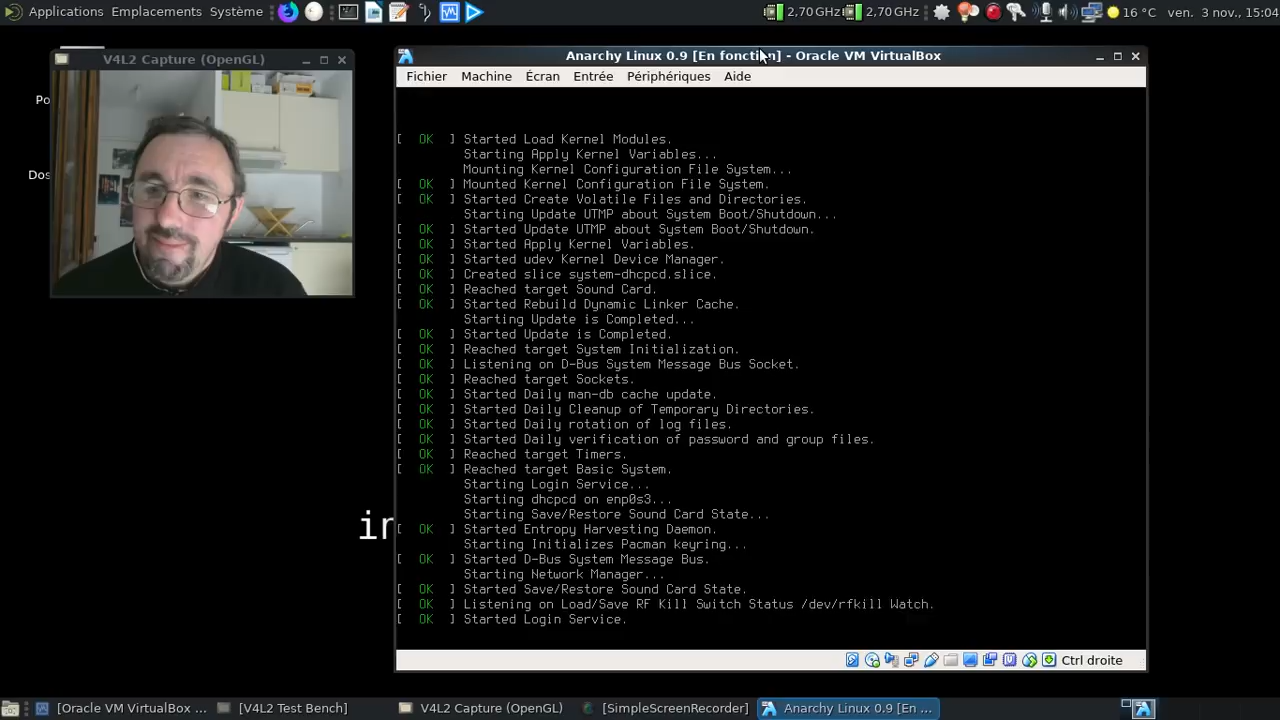 Applications Emplacements Système
2,70 GHz 2,70 GHz 16 °C ven. 3 nov., 15:04
V4L2 Capture (OpenGL)
Po
Dos
in
Anarchy Linux 0.9 [En fonction] - Oracle VM VirtualBox
Fichier Machine Écran Entrée Périphériques Aide
[ OK ] Started Load Kernel Modules.
Starting Apply Kernel Variables...
Mounting Kernel Configuration File System...
[ OK ] Mounted Kernel Configuration File System.
[ OK ] Started Create Volatile Files and Directories.
Starting Update UTMP about System Boot/Shutdown...
[ OK ] Started Update UTMP about System Boot/Shutdown.
[ OK ] Started Apply Kernel Variables.
[ OK ] Started udev Kernel Device Manager.
[ OK ] Created slice system-dhcpcd.slice.
[ OK ] Reached target Sound Card.
[ OK ] Started Rebuild Dynamic Linker Cache.
Starting Update is Completed...
[ OK ] Started Update is Completed.
[ OK ] Reached target System Initialization.
[ OK ] Listening on D-Bus System Message Bus Socket.
[ OK ] Reached target Sockets.
[ OK ] Started Daily man-db cache update.
[ OK ] Started Daily Cleanup of Temporary Directories.
[ OK ] Started Daily rotation of log files.
[ OK ] Started Daily verification of password and group files.
[ OK ] Reached target Timers.
[ OK ] Reached target Basic System.
Starting Login Service...
Starting dhcpcd on enp0s3...
Starting Save/Restore Sound Card State...
[ OK ] Started Entropy Harvesting Daemon.
Starting Initializes Pacman keyring...
[ OK ] Started D-Bus System Message Bus.
Starting Network Manager...
[ OK ] Started Save/Restore Sound Card State.
[ OK ] Listening on Load/Save RF Kill Switch Status /dev/rfkill Watch.
[ OK ] Started Login Service.
Ctrl droite
[Oracle VM VirtualBox ... [V4L2 Test Bench] V4L2 Capture (OpenGL) [SimpleScreenRecorder] Anarchy Linux 0.9 [En ...